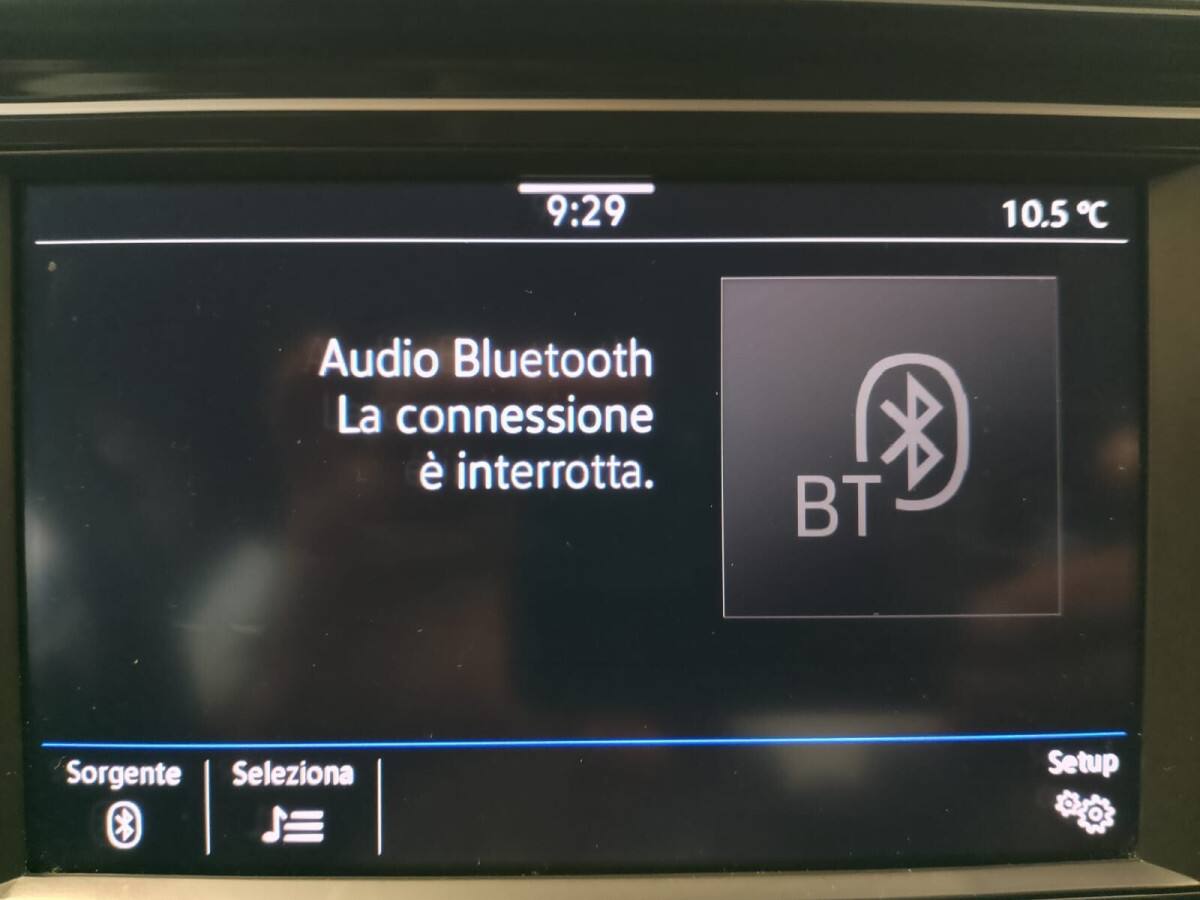 9:29
10.5 °C
Audio Bluetooth
La connessione
è interrotta.
BT
Sorgente
Seleziona
Setup